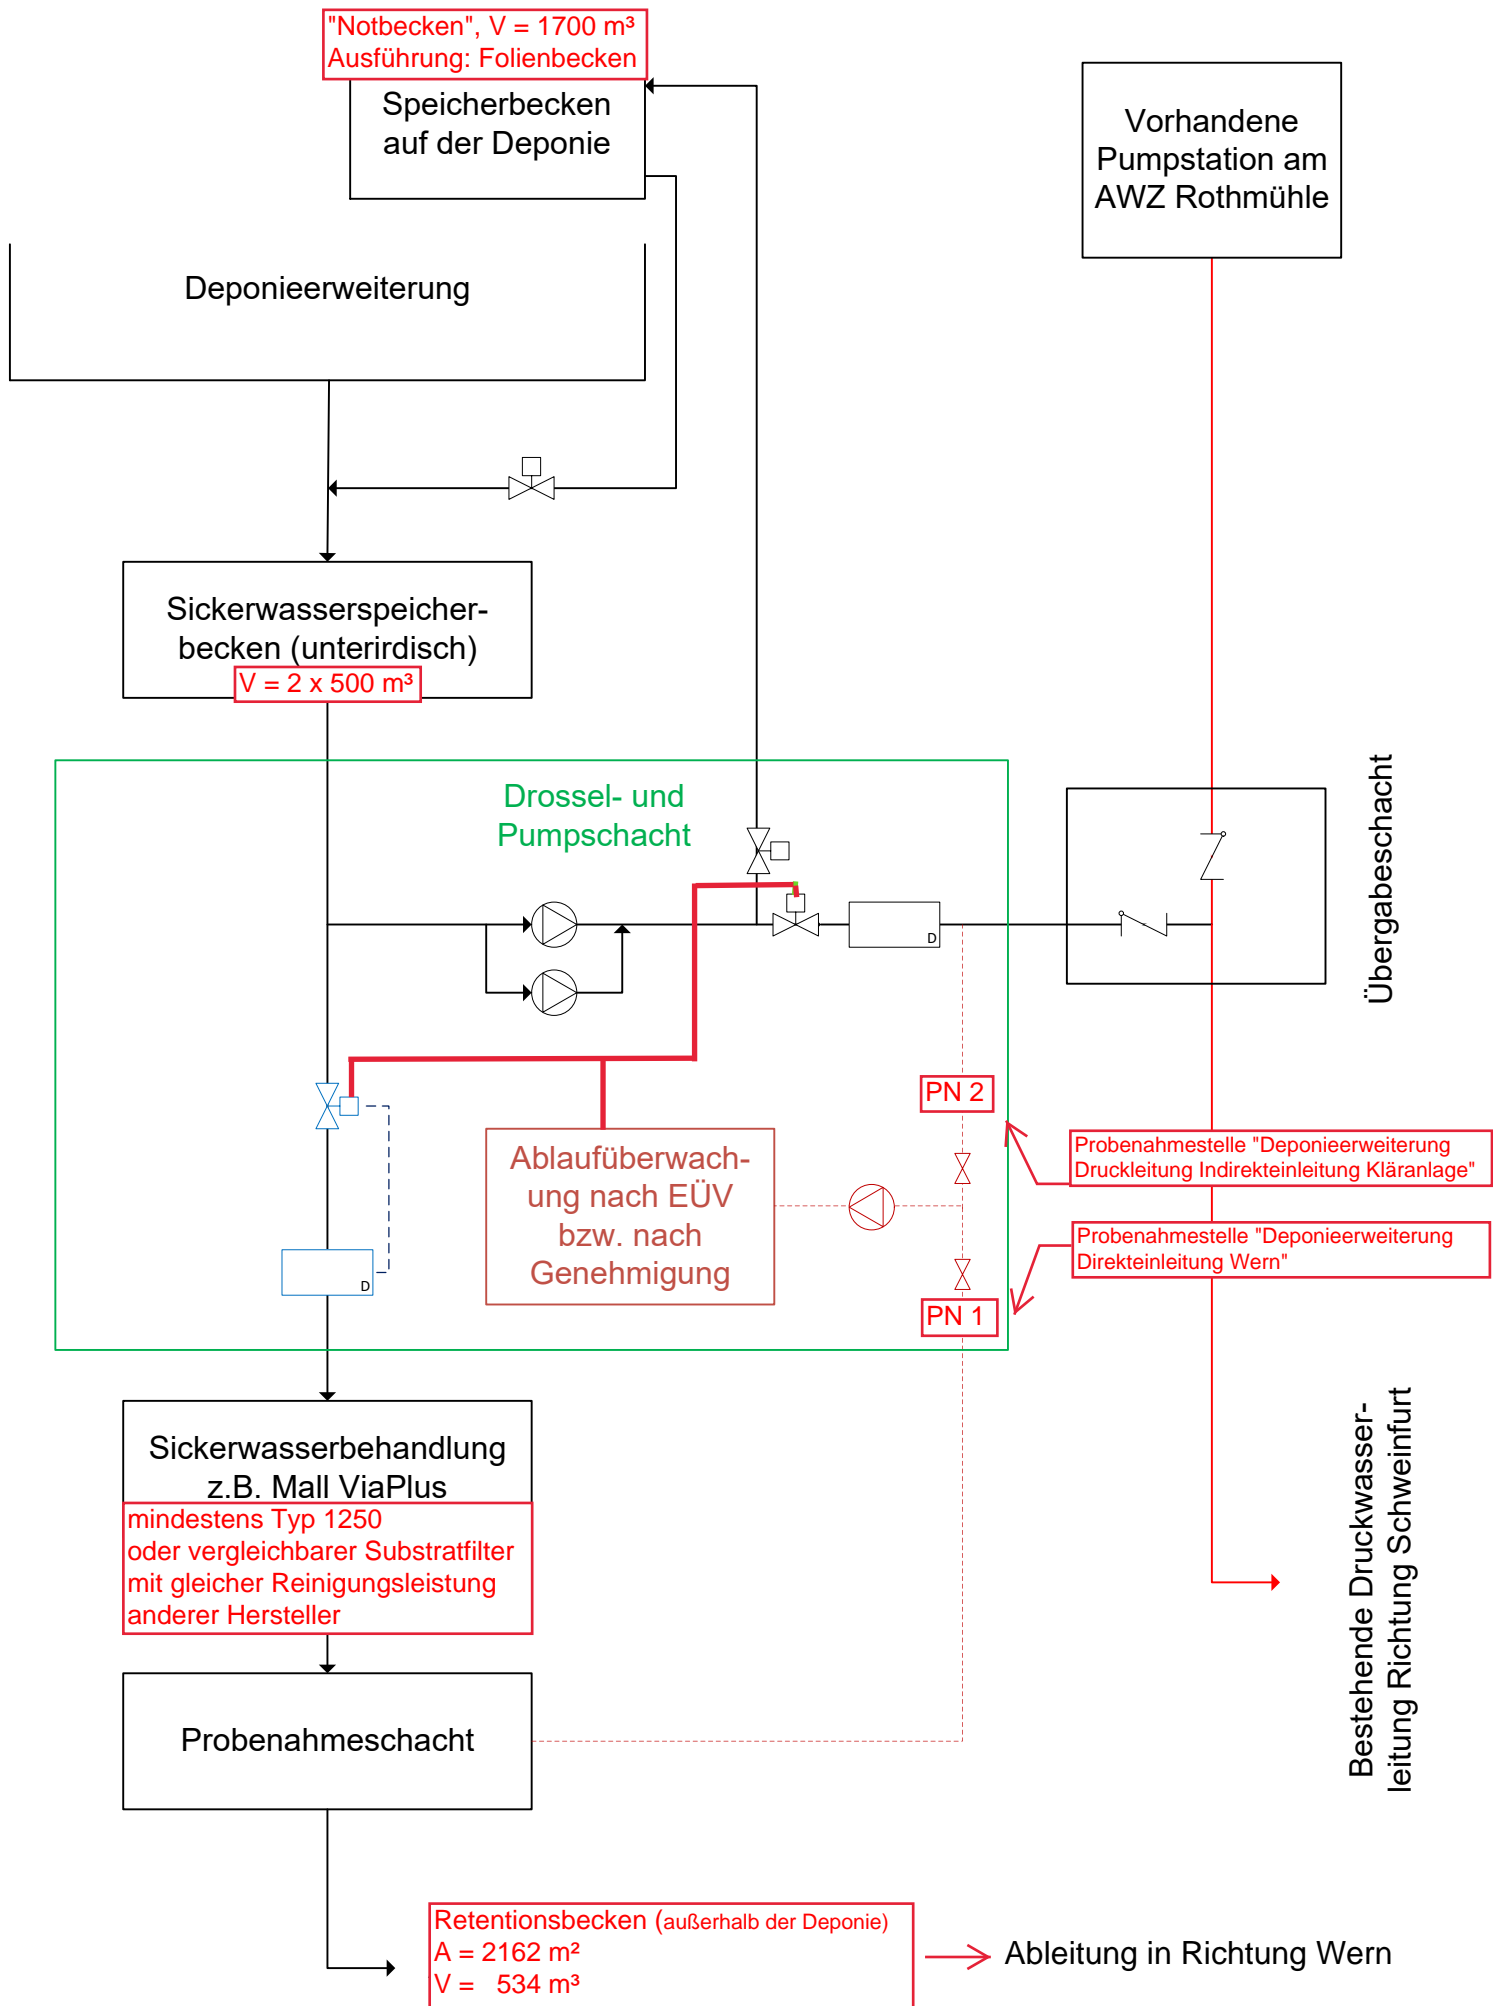 "Notbecken", V = 1700 m³
Ausführung: Folienbecken
Speicherbecken
auf der Deponie
Vorhandene
Pumpstation am
AWZ Rothmühle
Deponieerweiterung
Sickerwasserspeicher-
becken (unterirdisch)
V = 2 x 500 m³
Drossel- und
Pumpschacht
Übergabeschacht
D
PN 2
Probenahmestelle "Deponieerweiterung
Druckleitung Indirekteinleitung Kläranlage"
Ablaufüberwach-
ung nach EÜV
bzw. nach
Genehmigung
Probenahmestelle "Deponieerweiterung
Direkteinleitung Wern"
D
PN 1
Sickerwasserbehandlung
z.B. Mall ViaPlus
mindestens Typ 1250
oder vergleichbarer Substratfilter
mit gleicher Reinigungsleistung
anderer Hersteller
Bestehende Druckwasser-
leitung Richtung Schweinfurt
Probenahmeschacht
Retentionsbecken (außerhalb der Deponie)
A = 2162 m²
V = 534 m³
Ableitung in Richtung Wern